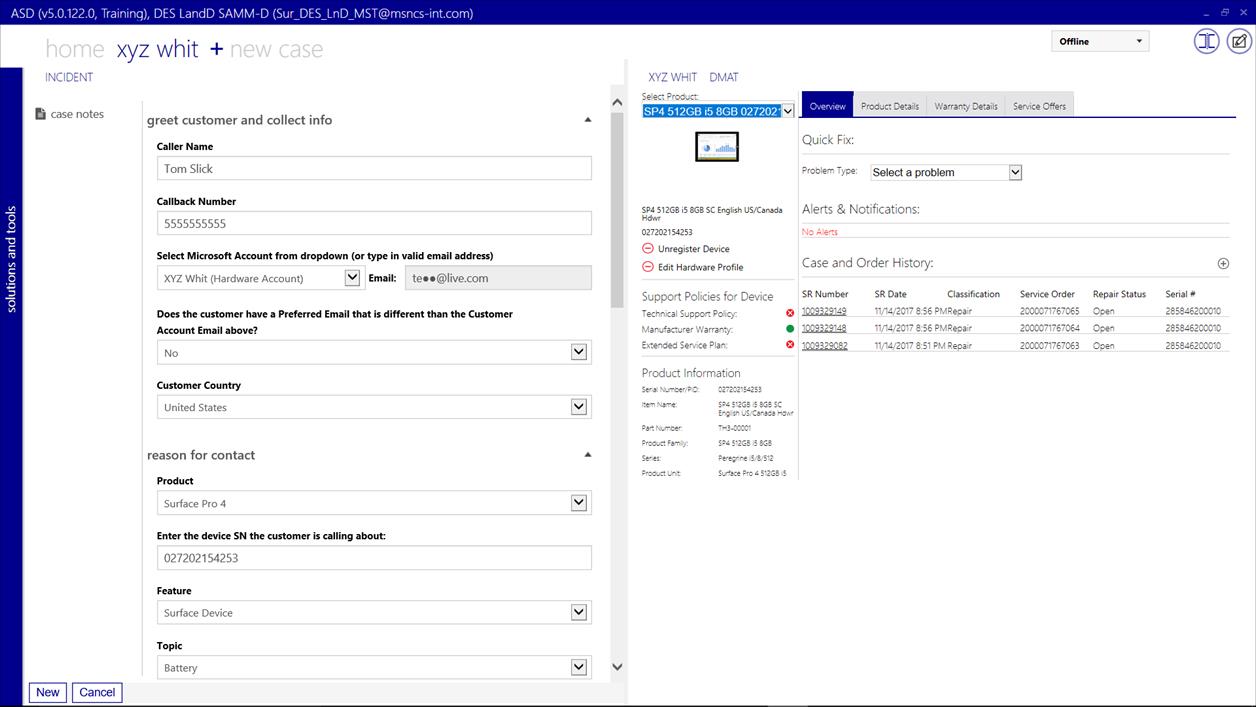 ASD (v5.0.122.0, Training), DES LandD SAMM-D (Sur_DES_LnD_MST@msncs-int.com)
home xyz whit + new case
Offline
solutions and tools
INCIDENT
case notes
greet customer and collect info
Caller Name
Tom Slick
Callback Number
5555555555
Select Microsoft Account from dropdown (or type in valid email address)
XYZ Whit (Hardware Account) Email: te●●@live.com
Does the customer have a Preferred Email that is different than the Customer
Account Email above?
No
Customer Country
United States
reason for contact
Product
Surface Pro 4
Enter the device SN the customer is calling about:
027202154253
Feature
Surface Device
Topic
Battery
New Cancel
XYZ WHIT DMAT
Select Product:
SP4 512GB i5 8GB 027202
SP4 512GB i5 8GB SC English US/Canada
Hdwr
027202154253
Unregister Device
Edit Hardware Profile
Support Policies for Device
Technical Support Policy:
Manufacturer Warranty:
Extended Service Plan:
Product Information
Serial Number/PID: 027202154253
Item Name: SP4 512GB i5 8GB SC
English US/Canada Hdwr
Part Number: TH3-00001
Product Family: SP4 512GB i5 8GB
Series: Peregrine i5/8/512
Product Unit: Surface Pro 4 512GB i5
Overview Product Details Warranty Details Service Offers
Quick Fix:
Problem Type: Select a problem
Alerts & Notifications:
No Alerts
Case and Order History:
SR Number SR Date Classification Service Order Repair Status Serial #
1009329149 11/14/2017 8:56 PM Repair 2000071767065 Open 285846200010
1009329148 11/14/2017 8:56 PM Repair 2000071767064 Open 285846200010
1009329082 11/14/2017 8:51 PM Repair 2000071767063 Open 285846200010